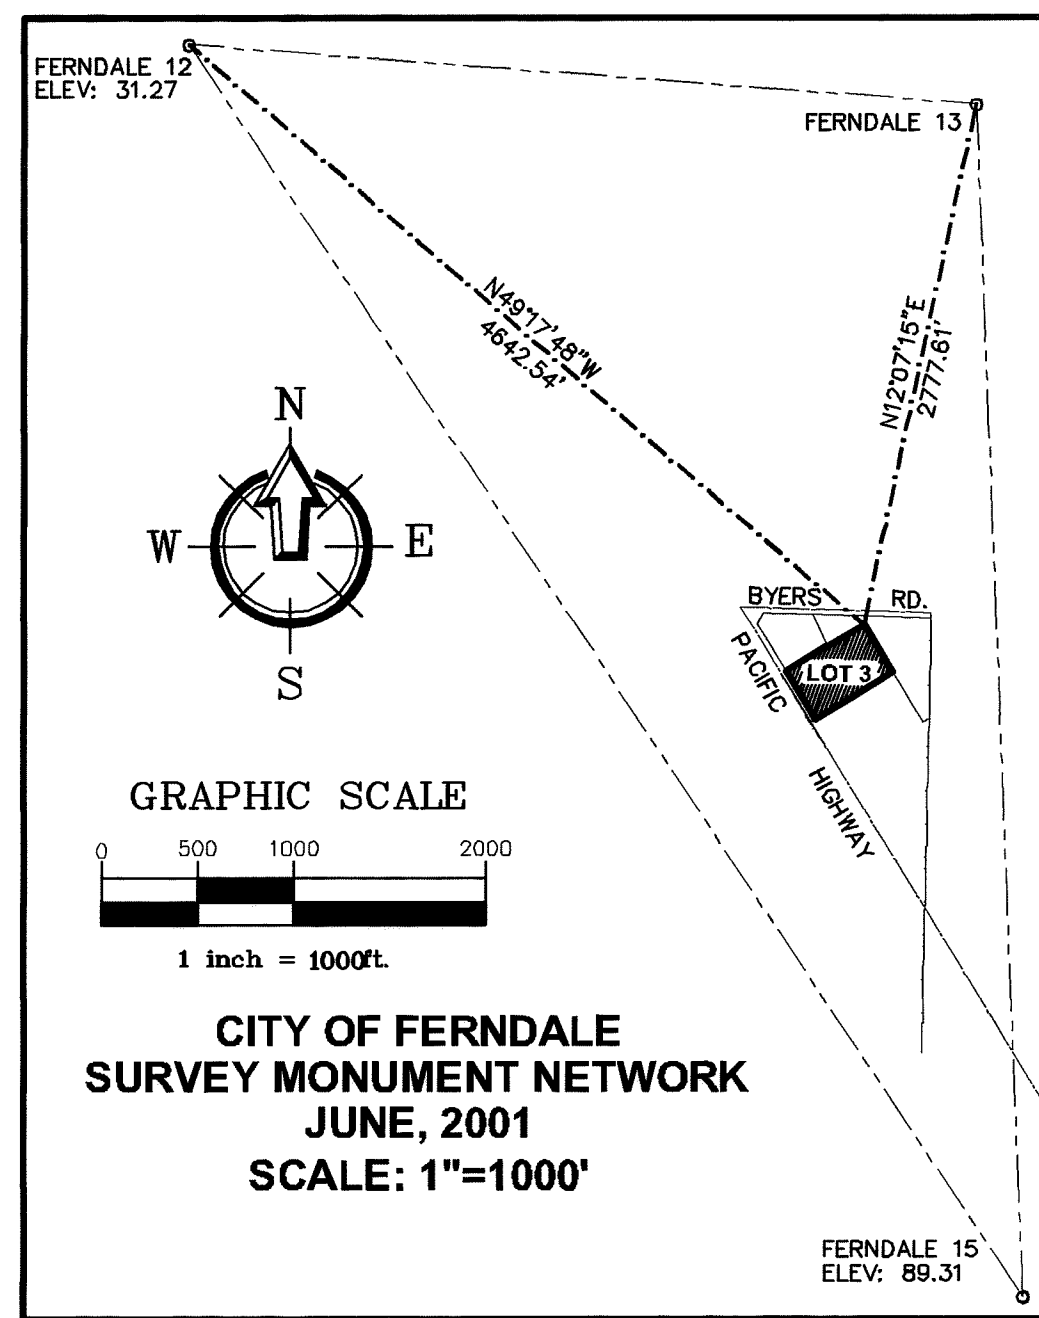 FERNDALE 12
ELEV: 31.27
FERNDALE 13
N49°17'48"W
4642.54'
N12°07'15"E
2777.61'
N
W
E
S
BYERS RD.
LOT 3
PACIFIC
HIGHWAY
GRAPHIC SCALE
0 500 1000 2000
1 inch = 1000ft.
CITY OF FERNDALE
SURVEY MONUMENT NETWORK
JUNE, 2001
SCALE: 1"=1000'
FERNDALE 15
ELEV: 89.31